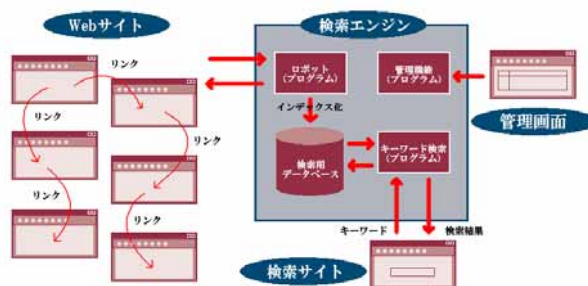 Webサイト
検索エンジン
リンク
リンク
リンク
リンク
リンク
ロボット
(プログラム)
管理機能
(プログラム)
インデックス化
検索用
データベース
キーワード検索
(プログラム)
管理画面
キーワード
検索結果
検索サイト